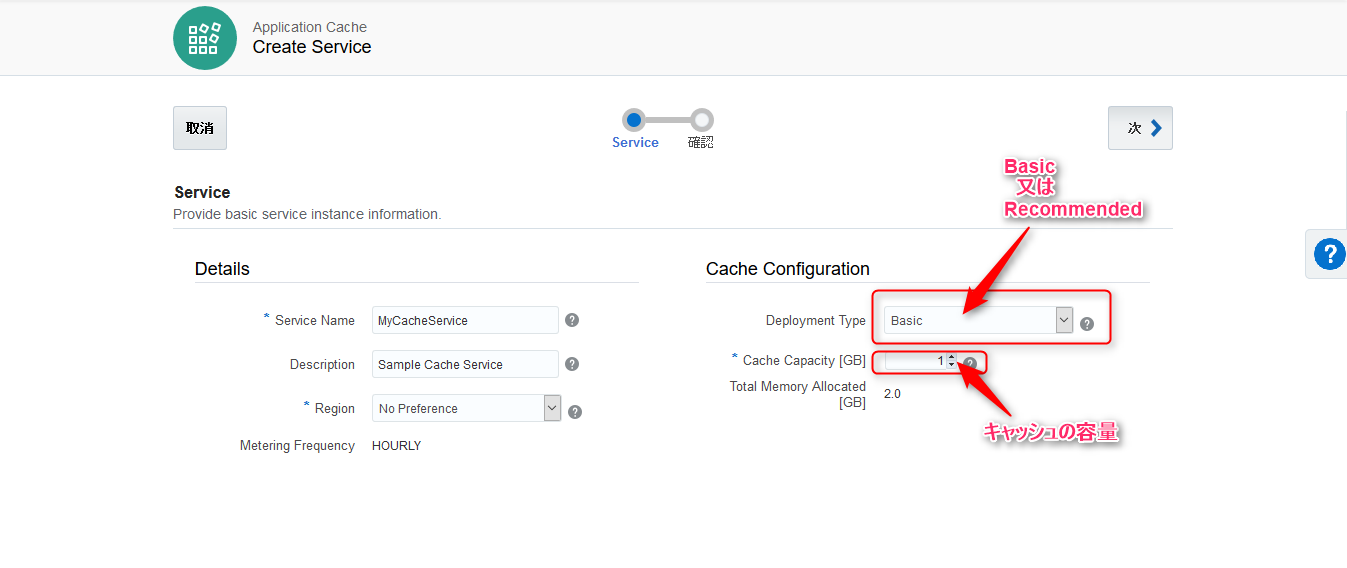 Application Cache
Create Service
取消
Service
確認
次
Basic
又は
Recommended
Service
Provide basic service instance information.
Details
* Service Name MyCacheService ?
Description Sample Cache Service ?
* Region No Preference ?
Metering Frequency HOURLY
Cache Configuration
Deployment Type Basic ?
* Cache Capacity [GB] 1 ?
Total Memory Allocated
[GB] 2.0
キャッシュの容量
?